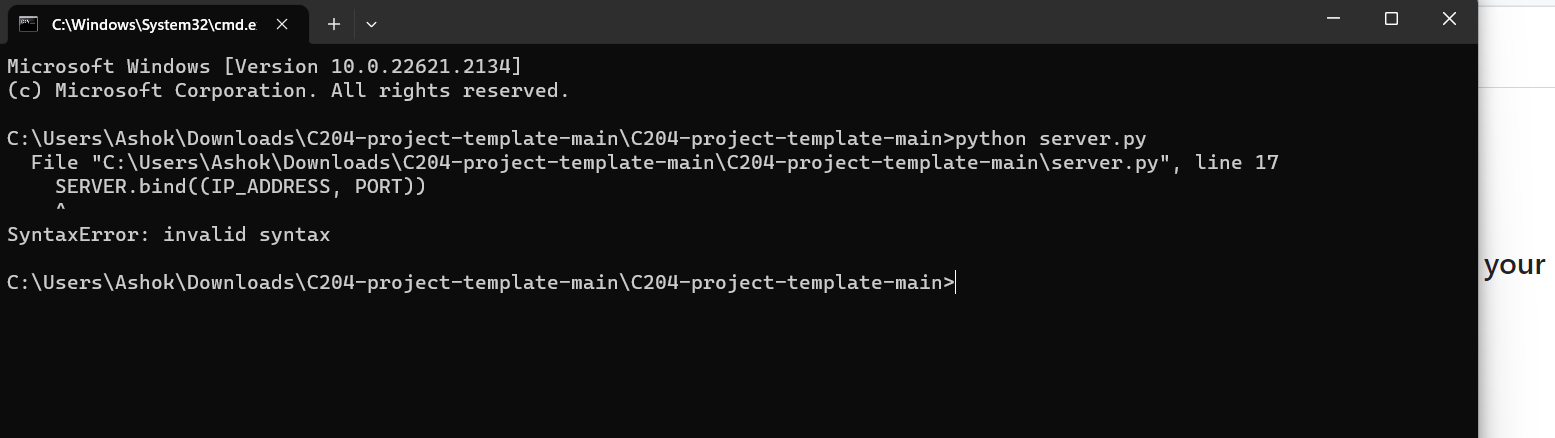 C:\Windows\System32\cmd.e
Microsoft Windows [Version 10.0.22621.2134]
(c) Microsoft Corporation. All rights reserved.
C:\Users\Ashok\Downloads\C204-project-template-main\C204-project-template-main>python server.py
File "C:\Users\Ashok\Downloads\C204-project-template-main\C204-project-template-main\server.py", line 17
SERVER.bind((IP_ADDRESS, PORT))
^
SyntaxError: invalid syntax
C:\Users\Ashok\Downloads\C204-project-template-main\C204-project-template-main>
your